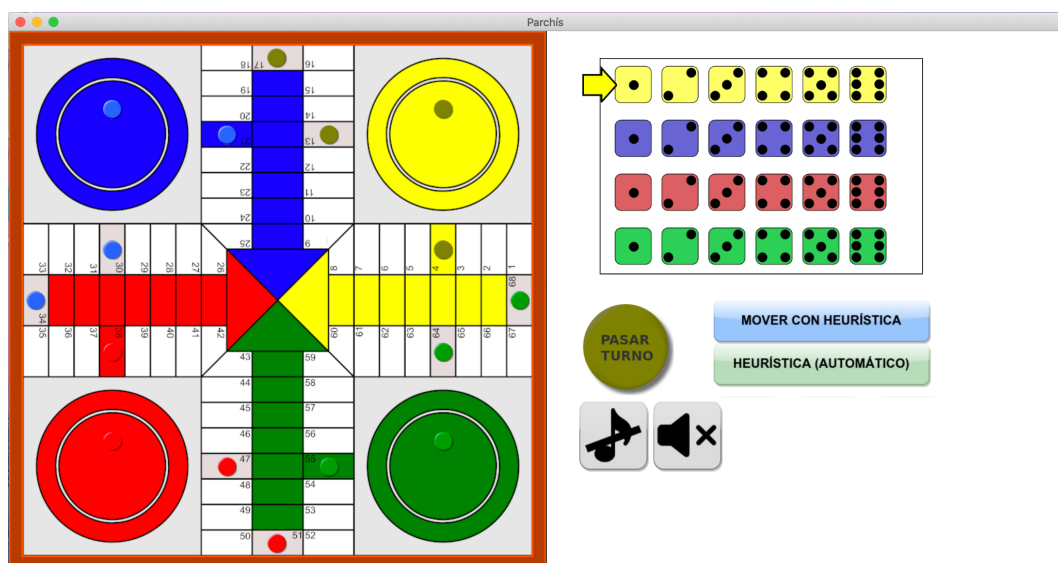 Parchís
18 17 16
19 15
20 14
21 13
22 12
23 11
24 10
25 9
33 32 31 30 29 28 27 26 8 7 6 5 4 3 2 1
34 68
35 36 37 38 39 40 41 42 60 61 62 63 64 65 66 67
43 59
44 58
45 57
46 56
47 55
48 54
49 53
50 51 52
PASAR
TURNO
MOVER CON HEURÍSTICA
HEURÍSTICA (AUTOMÁTICO)